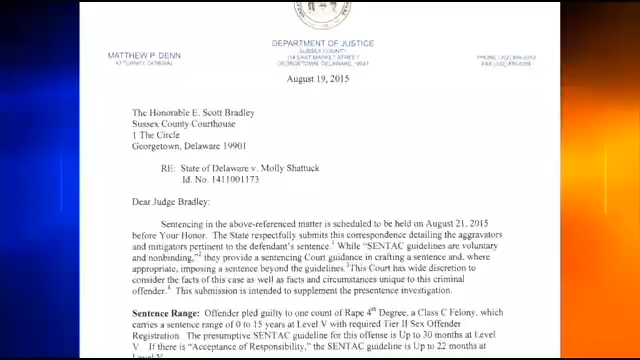 DEPARTMENT OF JUSTICE
SUSSEX COUNTY
114 EAST MARKET STREET
GEORGETOWN, DELAWARE 19947
MATTHEW P. DENN
ATTORNEY GENERAL
PHONE (302)
FAX (302)
August 19, 2015
The Honorable E. Scott Bradley
Sussex County Courthouse
1 The Circle
Georgetown, Delaware 19901
RE: State of Delaware v. Molly Shattuck
Id. No. 1411001173
Dear Judge Bradley:
Sentencing in the above-referenced matter is scheduled to be held on August 21, 2015
before Your Honor. The State respectfully submits this correspondence detailing the aggravators
and mitigators pertinent to the defendant's sentence.1 While "SENTAC guidelines are voluntary
and nonbinding,"2 they provide a sentencing Court guidance in crafting a sentence and, where
appropriate, imposing a sentence beyond the guidelines.3 This Court has wide discretion to
consider the facts of this case as well as facts and circumstances unique to this criminal
offender.4 This submission is intended to supplement the presentence investigation.
Sentence Range: Offender pled guilty to one count of Rape 4th Degree, a Class C Felony, which
carries a sentence range of 0 to 15 years at Level V with required Tier II Sex Offender
Registration. The presumptive SENTAC guideline for this offense is Up to 30 months at Level
V. If there is "Acceptance of Responsibility," the SENTAC guideline is Up to 22 months at
Level V